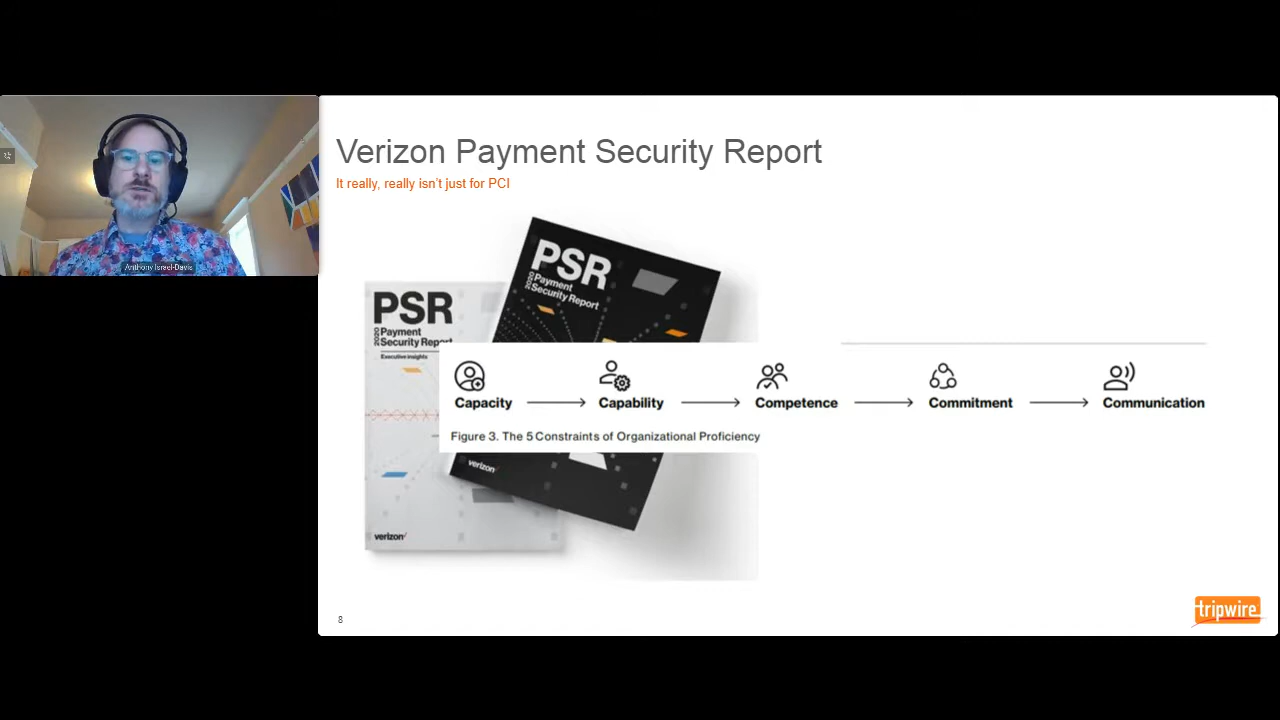 Anthony Israel-Davis
Verizon Payment Security Report
It really, really isn't just for PCI
PSR
2020 Payment
Security Report
Executive insights
verizon✓
PSR
2020 Payment
Security Report
verizon✓
Capacity
Capability
Competence
Commitment
Communication
Figure 3. The 5 Constraints of Organizational Proficiency
8
tripwire